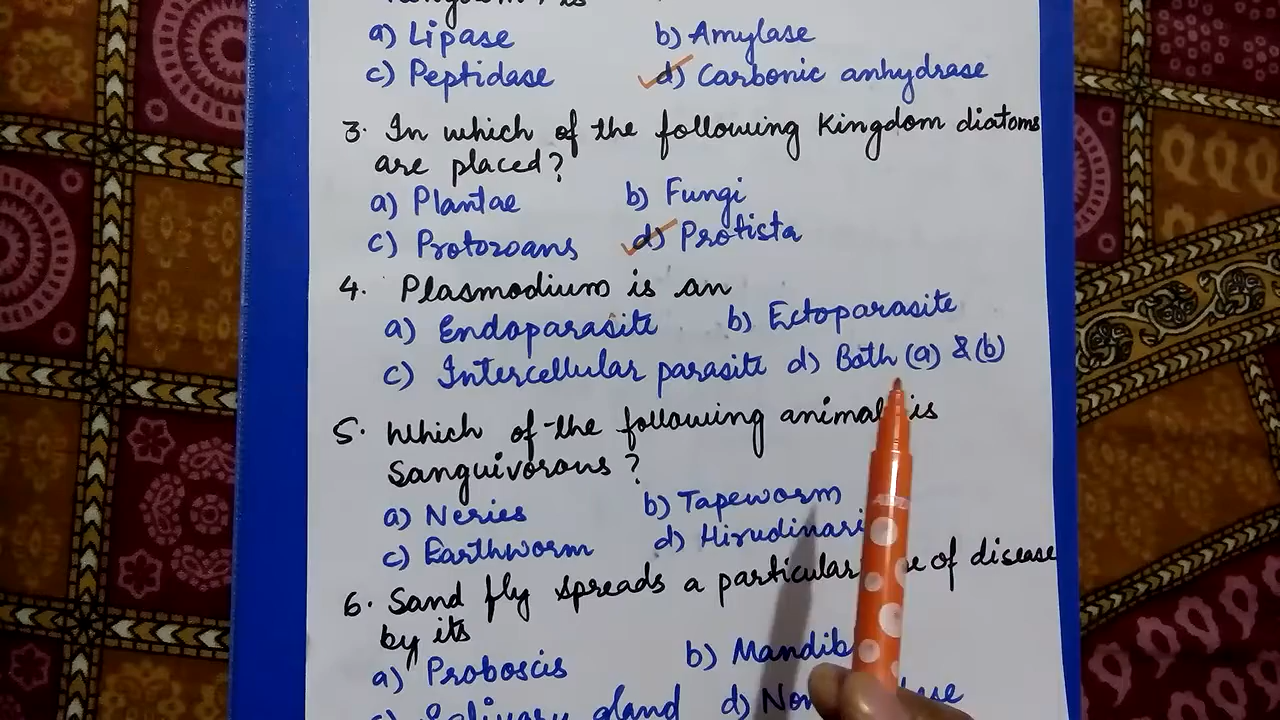 a) Lipase b) Amylase
c) Peptidase d) Carbonic anhydrase
3. In which of the following Kingdom diatoms
are placed?
a) Plantae b) Fungi
c) Protozoans d) Protista
4. Plasmodium is an
a) Endoparasite b) Ectoparasite
c) Intercellular parasite d) Both (a) & (b)
5. Which of the following animal is
Sanguivorous?
a) Neries b) Tapeworm
c) Earthworm d)
6. Sand fly spreads a particular of disease
by its
a) Proboscis b)
Salivary gland d)